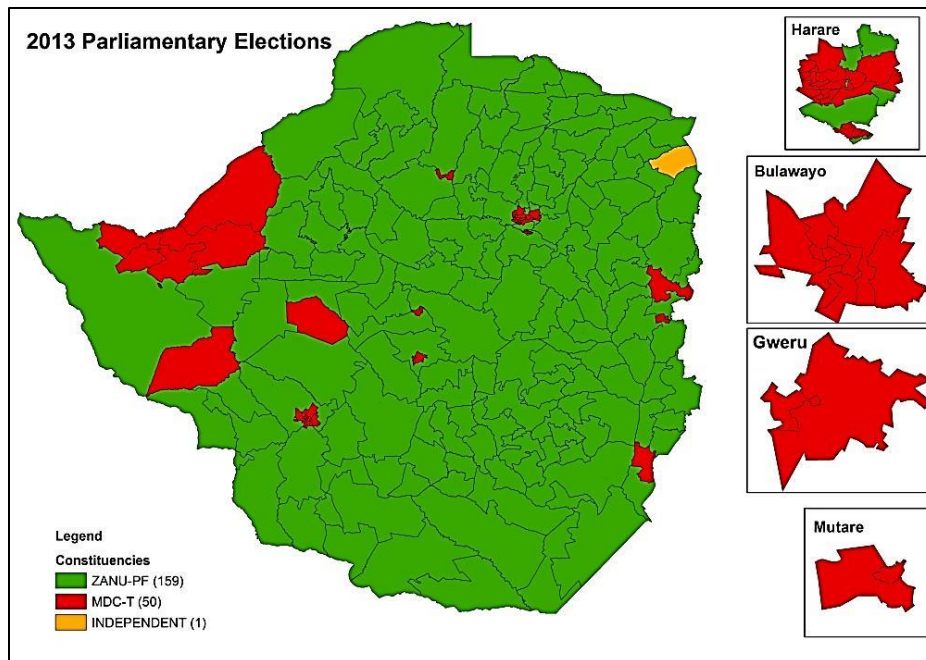 2013 Parliamentary Elections
Harare
Bulawayo
Gweru
Mutare
Legend
Constituencies
ZANU-PF (159)
MDC-T (50)
INDEPENDENT (1)